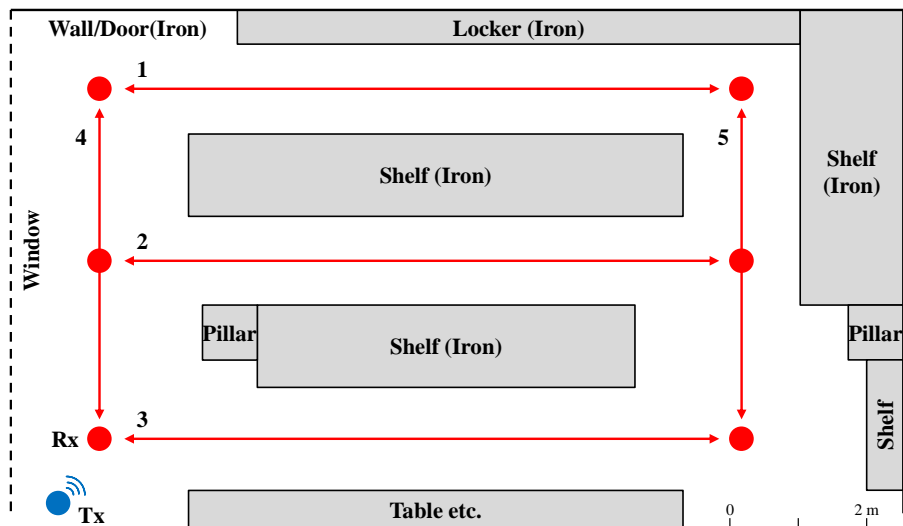 Wall/Door(Iron)
Locker (Iron)
1
4
5
Shelf (Iron)
Shelf
(Iron)
Window
2
Pillar
Shelf (Iron)
Pillar
3
Rx
Shelf
Tx
Table etc.
0
2 m